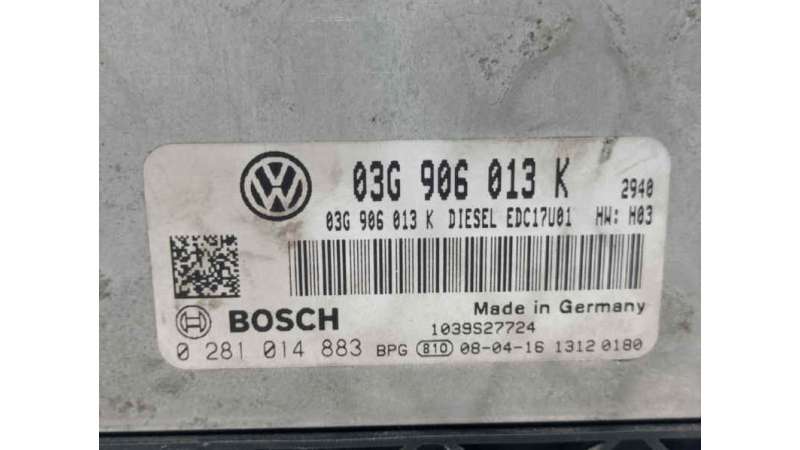 03G 906 013 K 2940
03G 906 013 K DIESEL EDC17U01 HW: H03
Made in Germany
BOSCH 1039S27724
0 281 014 883 BPG 810 08-04-16 1312 0180